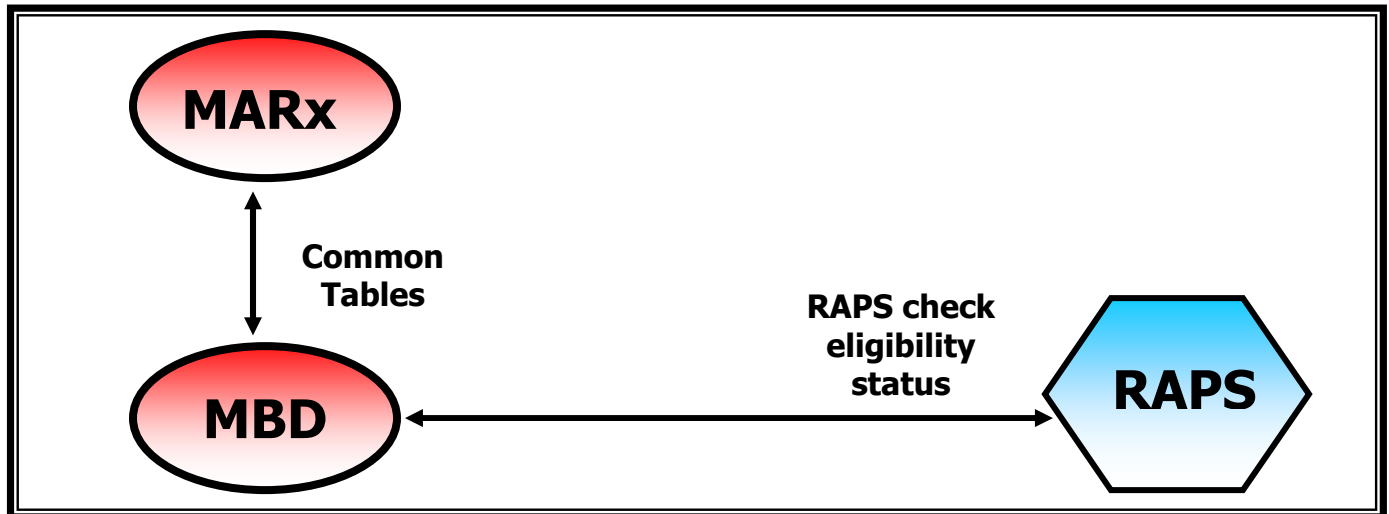 MARx
Common
Tables
RAPS check
eligibility
status
MBD
RAPS